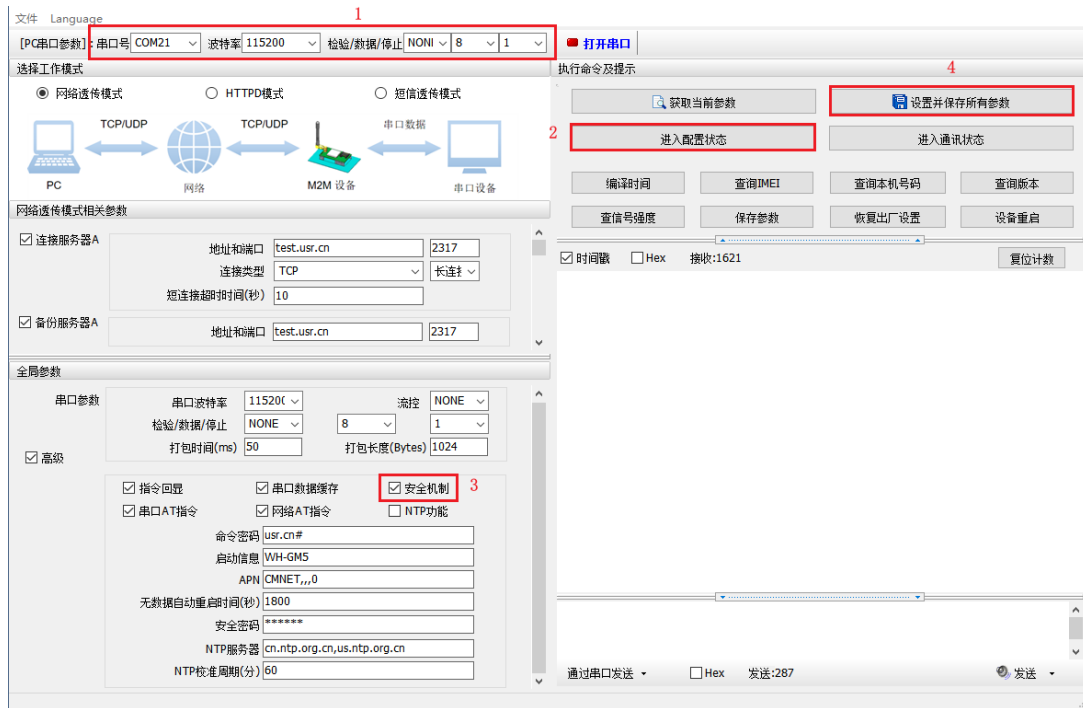 文件 Language
1
[PC串口参数]: 串口号 COM21 波特率 115200 检验/数据/停止 NONI 8 1 打开串口
选择工作模式
网络透传模式 HTTPD模式 短信透传模式
TCP/UDP TCP/UDP 串口数据
PC 网络 M2M 设备 串口设备
网络透传模式相关参数
连接服务器A
地址和端口 test.usr.cn 2317
连接类型 TCP 长连接
短连接超时时间(秒) 10
备份服务器A
地址和端口 test.usr.cn 2317
全局参数
串口参数 串口波特率 115200 流控 NONE
检验/数据/停止 NONE 8 1
打包时间(ms) 50 打包长度(Bytes) 1024
高级
指令回显 串口数据缓存 安全机制 3
串口AT指令 网络AT指令 NTP功能
命令密码 usr.cn#
启动信息 WH-GM5
APN CMNET,,,0
无数据自动重启时间(秒) 1800
安全密码 ******
NTP服务器 cn.ntp.org.cn,us.ntp.org.cn
NTP校准周期(分) 60
执行命令及提示
4
获取当前参数 设置并保存所有参数
2 进入配置状态 进入通讯状态
编译时间 查询IMEI 查询本机号码 查询版本
查信号强度 保存参数 恢复出厂设置 设备重启
时间戳 Hex 接收:1621 复位计数
通过串口发送 Hex 发送:287 发送